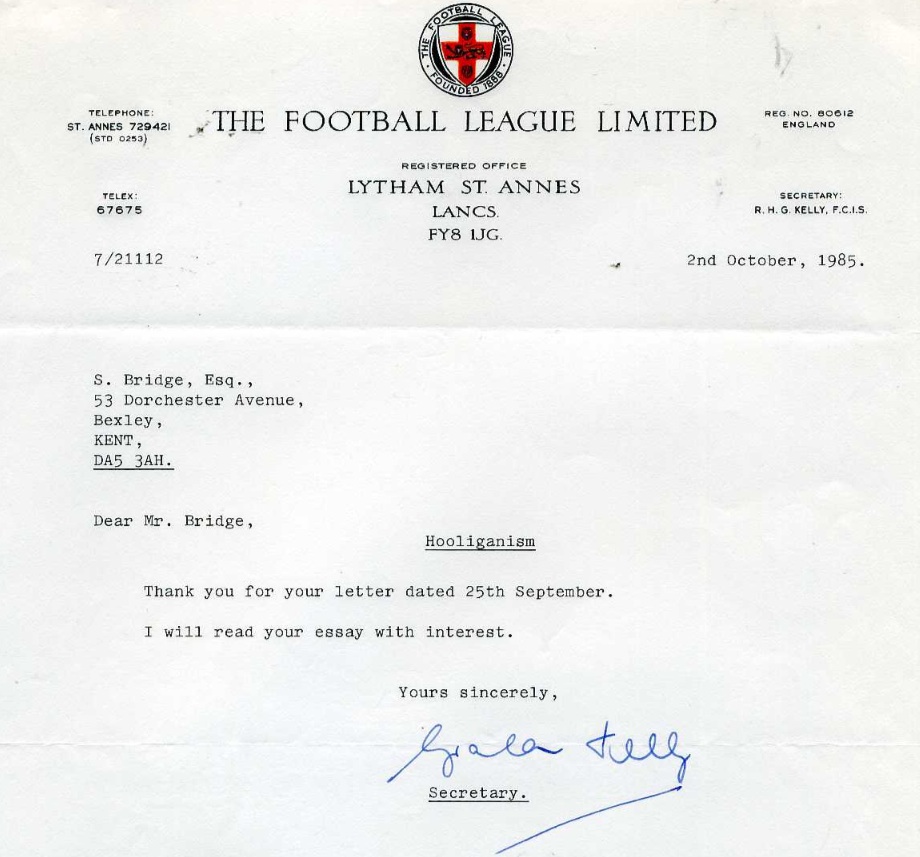 THE FOOTBALL LEAGUE
FOUNDED 1888
TELEPHONE:
ST. ANNES 729421
(STD 0253)
THE FOOTBALL LEAGUE LIMITED
REG. NO. 80612
ENGLAND
REGISTERED OFFICE
LYTHAM ST. ANNES
LANCS.
FY8 1JG.
TELEX:
67675
SECRETARY:
R. H. G. KELLY, F.C.I.S.
7/21112
2nd October, 1985.
S. Bridge, Esq.,
53 Dorchester Avenue,
Bexley,
KENT,
DA5 3AH.
Dear Mr. Bridge,
Hooliganism
Thank you for your letter dated 25th September.
I will read your essay with interest.
Yours sincerely,
Graham Kelly
Secretary.